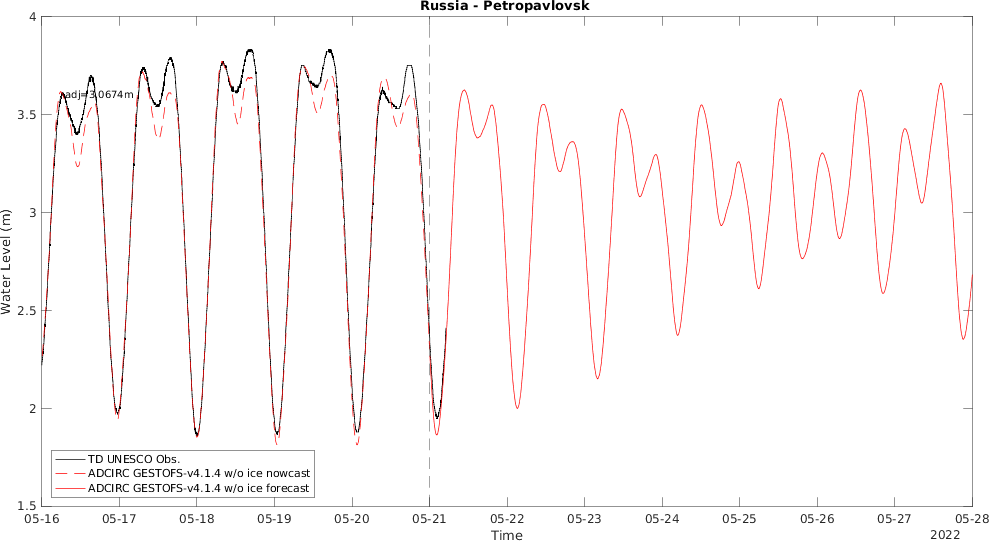 Russia - Petropavlovsk
4
3.5
3
2.5
2
1.5
Water Level (m)
adj=3.0674m
TD UNESCO Obs.
ADCIRC GESTOFS-v4.1.4 w/o ice nowcast
ADCIRC GESTOFS-v4.1.4 w/o ice forecast
05-16 05-17 05-18 05-19 05-20 05-21 05-22 05-23 05-24 05-25 05-26 05-27 05-28
Time
2022